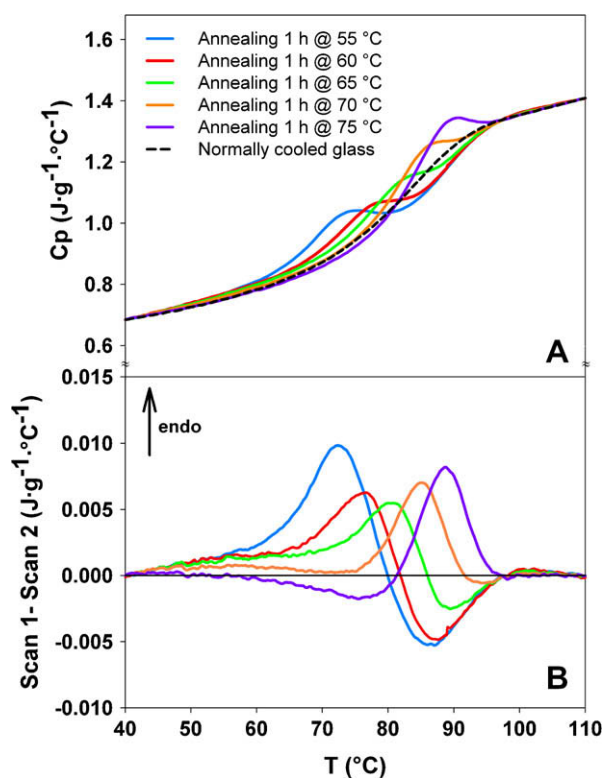 1.6
1.4
1.2
1.0
0.8
0.6
Cp (J·g⁻¹·°C⁻¹)
Annealing 1 h @ 55 °C
Annealing 1 h @ 60 °C
Annealing 1 h @ 65 °C
Annealing 1 h @ 70 °C
Annealing 1 h @ 75 °C
Normally cooled glass
A
0.015
0.010
0.005
0.000
-0.005
-0.010
Scan 1- Scan 2 (J·g⁻¹·°C⁻¹)
endo
B
40 50 60 70 80 90 100 110
T (°C)